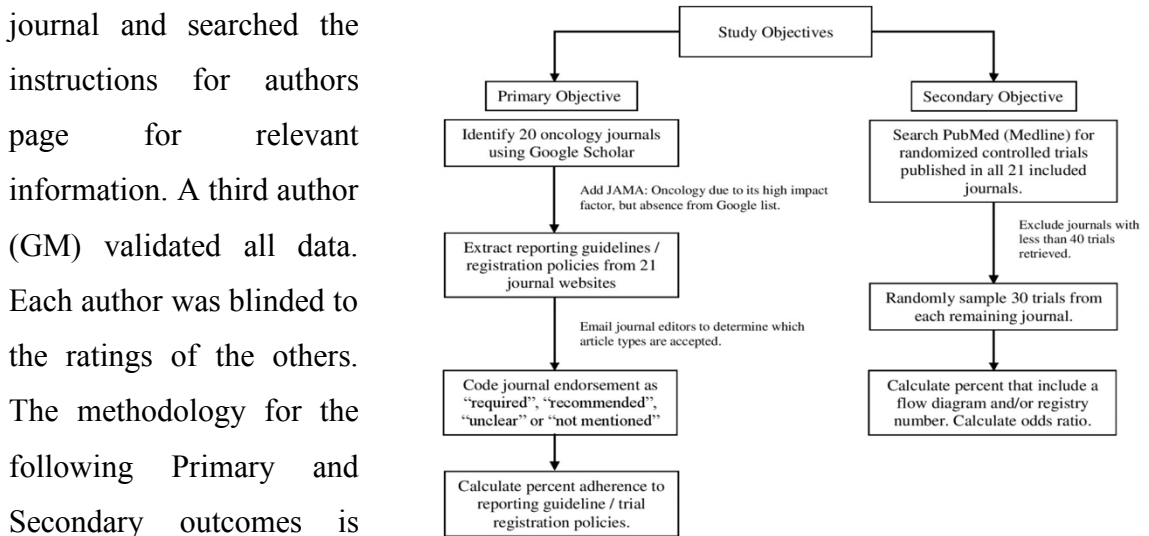 journal and searched the
instructions for authors
page for relevant
information. A third author
(GM) validated all data.
Each author was blinded to
the ratings of the others.
The methodology for the
following Primary and
Secondary outcomes is
Study Objectives
Primary Objective
Identify 20 oncology journals
using Google Scholar
Add JAMA: Oncology due to its high impact
factor, but absence from Google list.
Extract reporting guidelines /
registration policies from 21
journal websites
Email journal editors to determine which
article types are accepted.
Code journal endorsement as
“required”, “recommended”,
“unclear” or “not mentioned”
Calculate percent adherence to
reporting guideline / trial
registration policies.
Secondary Objective
Search PubMed (Medline) for
randomized controlled trials
published in all 21 included
journals.
Exclude journals with
less than 40 trials
retrieved.
Randomly sample 30 trials from
each remaining journal.
Calculate percent that include a
flow diagram and/or registry
number. Calculate odds ratio.